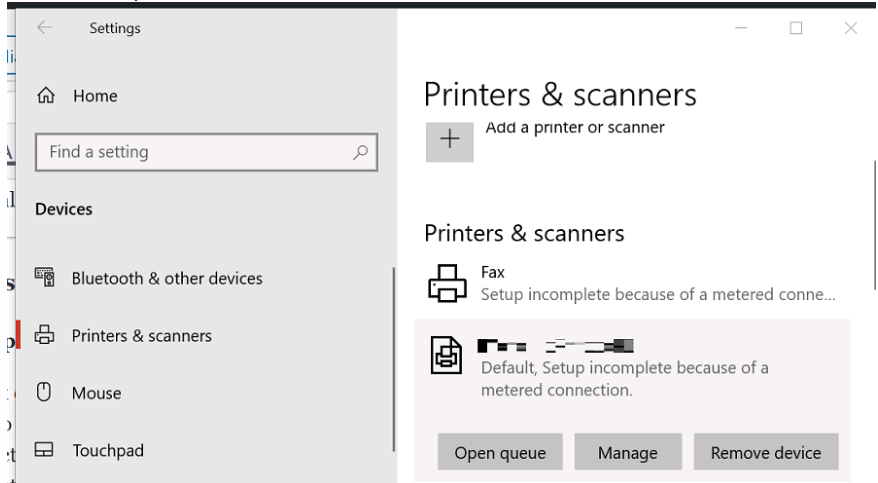 Settings
Home
Find a setting
Devices
Bluetooth & other devices
Printers & scanners
Mouse
Touchpad
Printers & scanners
Add a printer or scanner
Printers & scanners
Fax
Setup incomplete because of a metered conne...
Default, Setup incomplete because of a
metered connection.
Open queue Manage Remove device